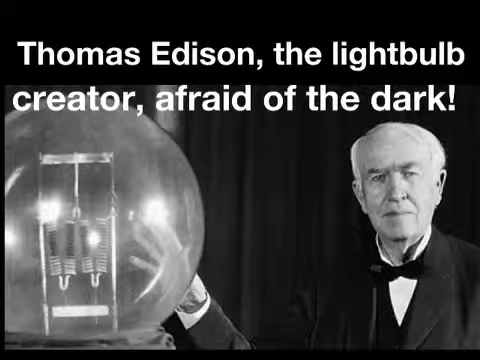 Thomas Edison, the lightbulb
creator, afraid of the dark!